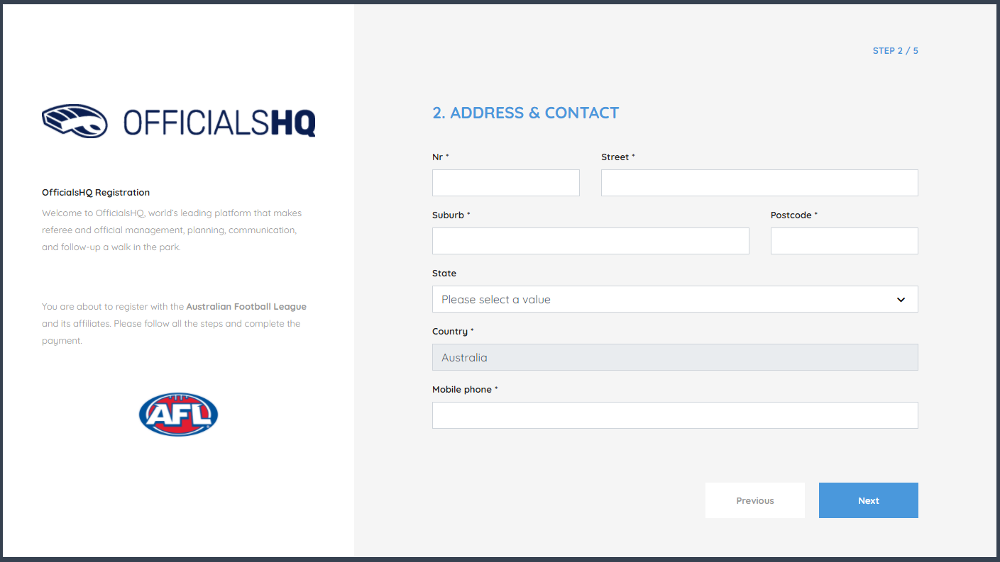 OFFICIALSHQ
OfficialsHQ Registration
Welcome to OfficialsHQ, world's leading platform that makes
referee and official management, planning, communication,
and follow-up a walk in the park.
You are about to register with the Australian Football League
and its affiliates. Please follow all the steps and complete the
payment.
AFL
STEP 2 / 5
2. ADDRESS & CONTACT
Nr *
Street *
Suburb *
Postcode *
State
Please select a value
Country *
Australia
Mobile phone *
Previous
Next